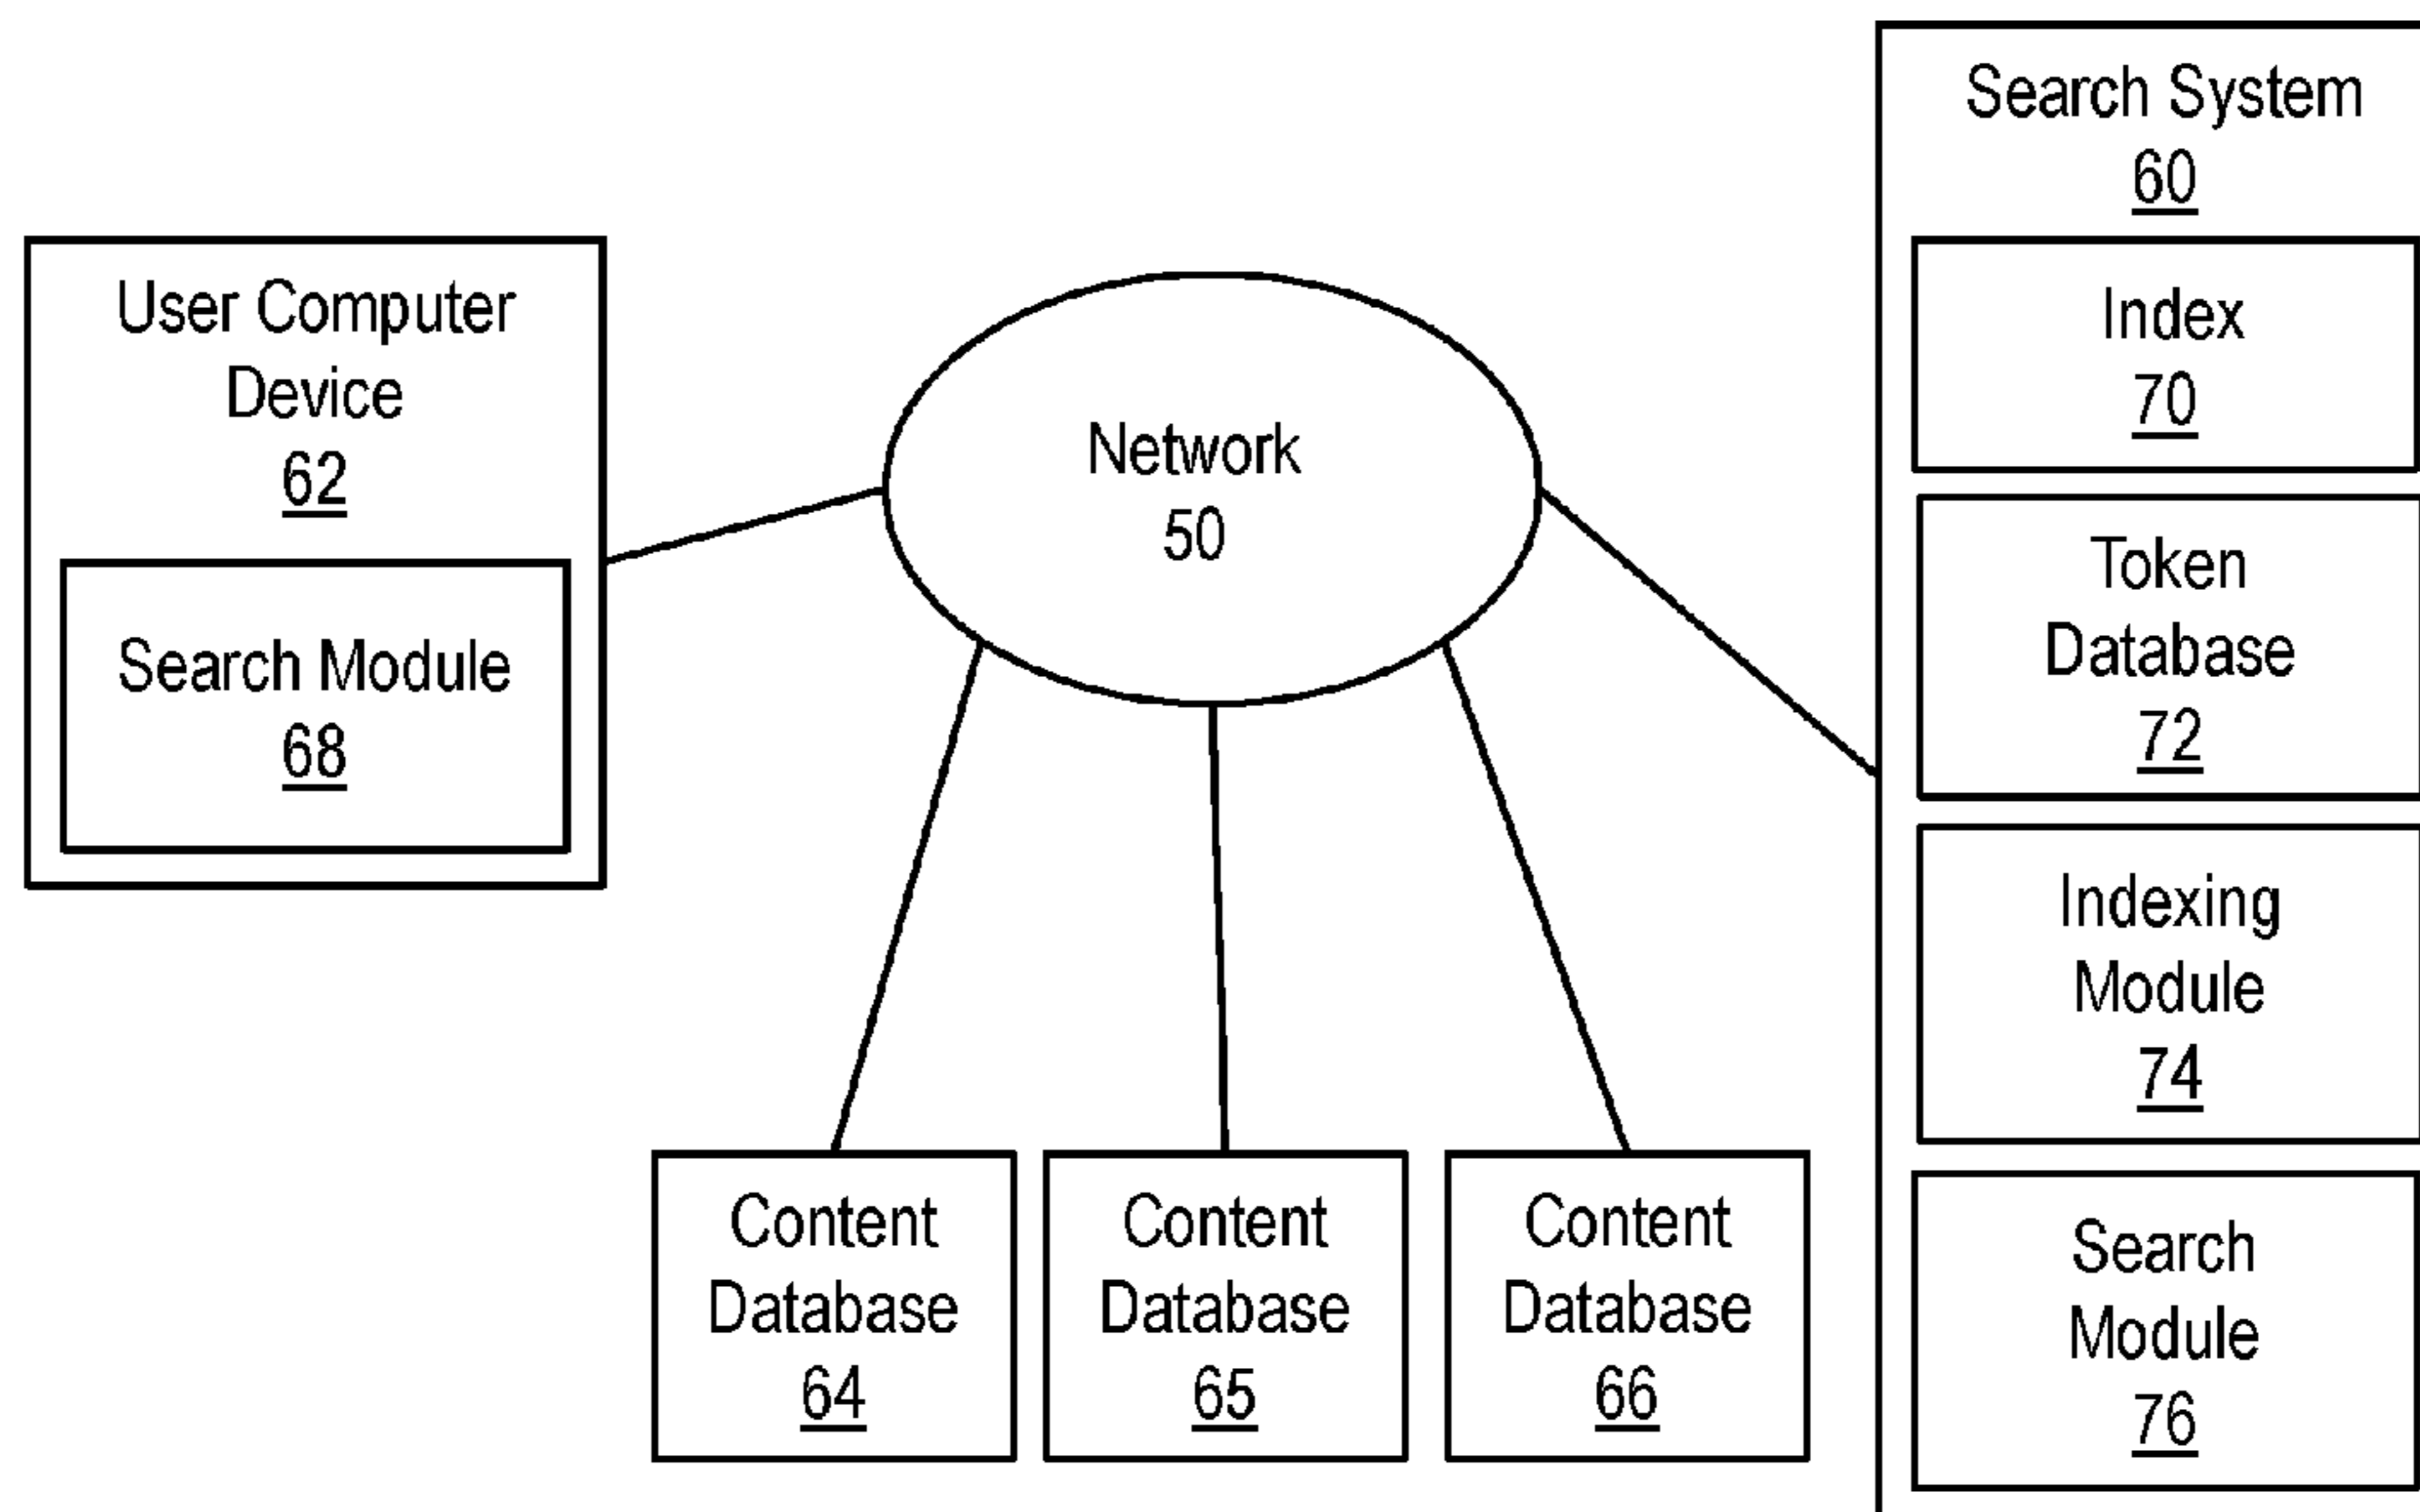 User Computer
Device
62
Search Module
68
Network
50
Content
Database
64
Content
Database
65
Content
Database
66
Search System
60
Index
70
Token
Database
72
Indexing
Module
74
Search
Module
76